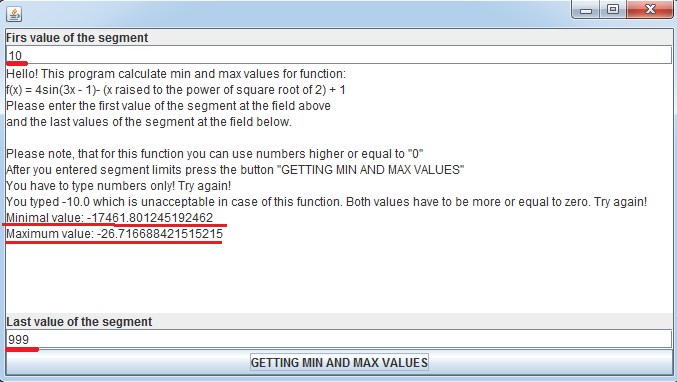 Firs value of the segment
10
Hello! This program calculate min and max values for function:
f(x) = 4sin(3x - 1)- (x raised to the power of square root of 2) + 1
Please enter the first value of the segment at the field above
and the last values of the segment at the field below.
Please note, that for this function you can use numbers higher or equal to "0"
After you entered segment limits press the button "GETTING MIN AND MAX VALUES"
You have to type numbers only! Try again!
You typed -10.0 which is unacceptable in case of this function. Both values have to be more or equal to zero. Try again!
Minimal value: -17461.801245192462
Maximum value: -26.716688421515215
Last value of the segment
999
GETTING MIN AND MAX VALUES